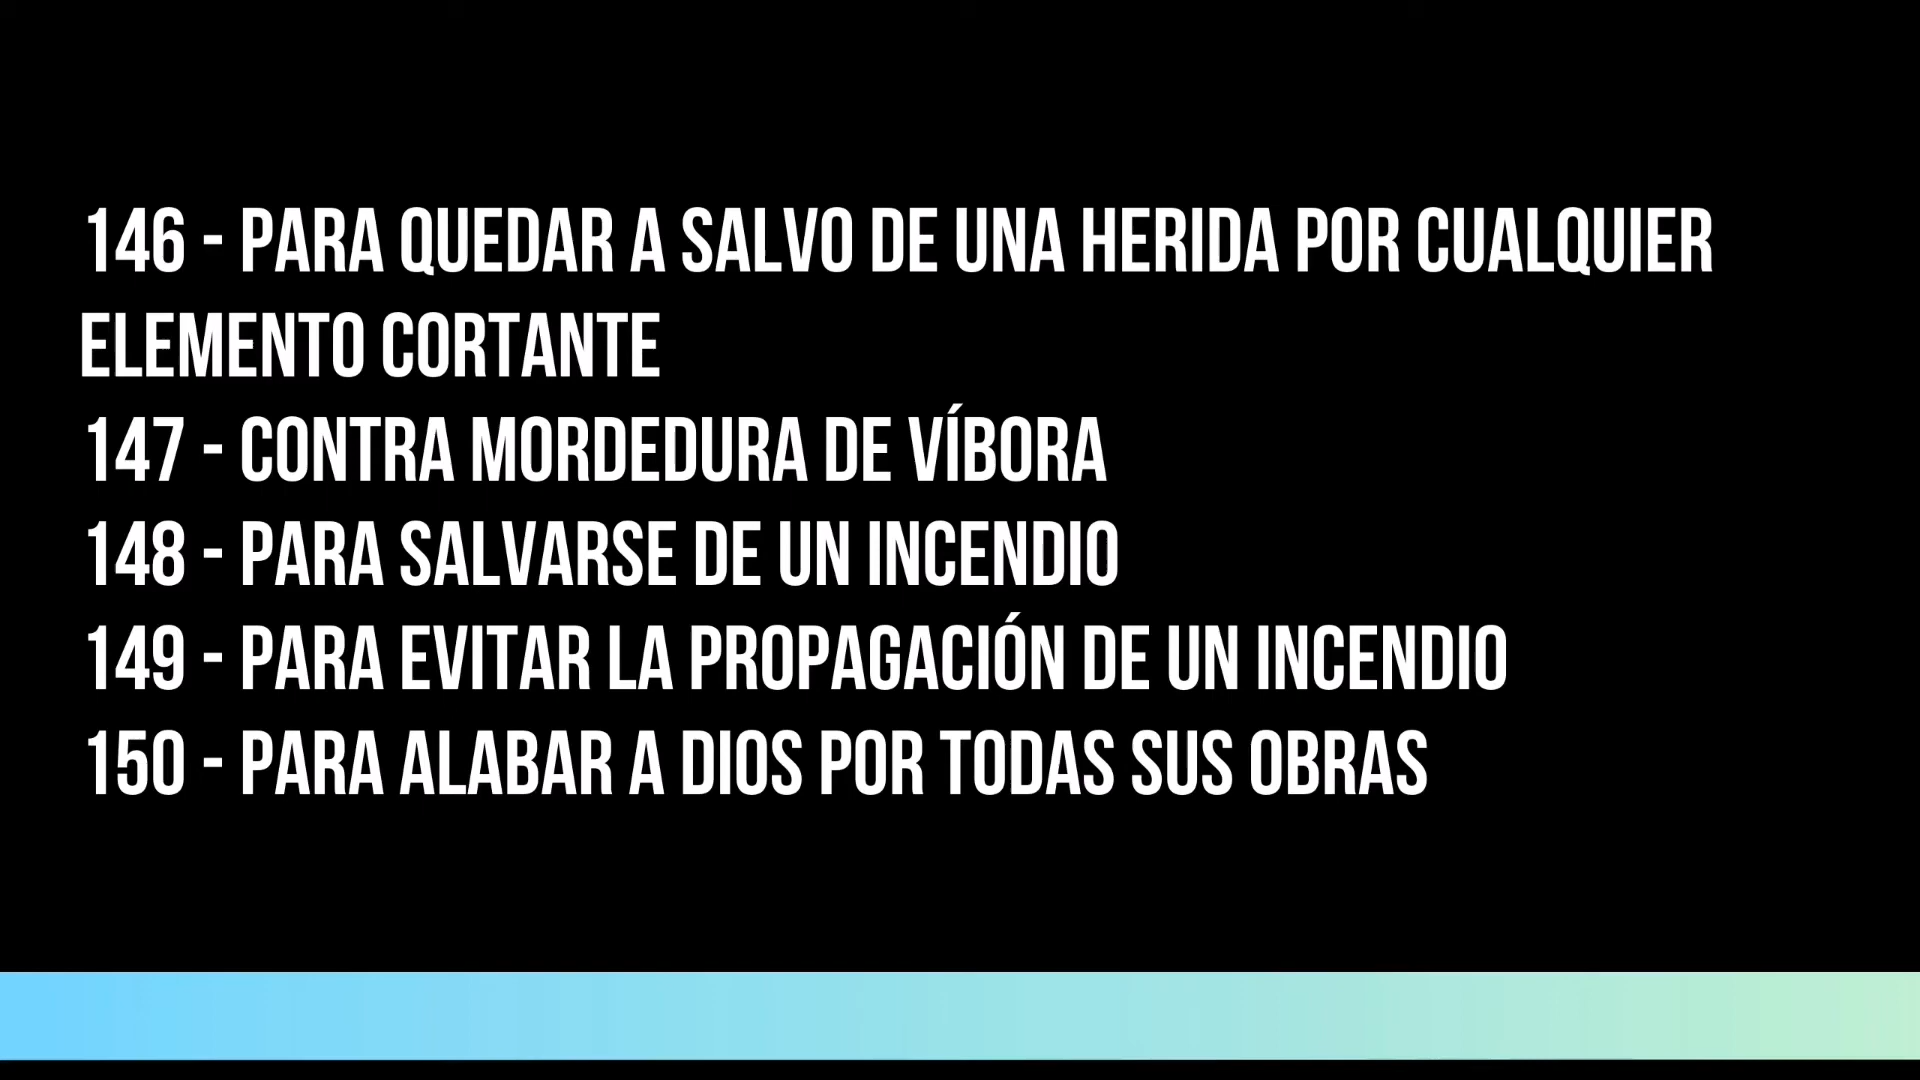 146 - PARA QUEDAR A SALVO DE UNA HERIDA POR CUALQUIER
ELEMENTO CORTANTE
147 - CONTRA MORDEDURA DE VÍBORA
148 - PARA SALVARSE DE UN INCENDIO
149 - PARA EVITAR LA PROPAGACIÓN DE UN INCENDIO
150 - PARA ALABAR A DIOS POR TODAS SUS OBRAS